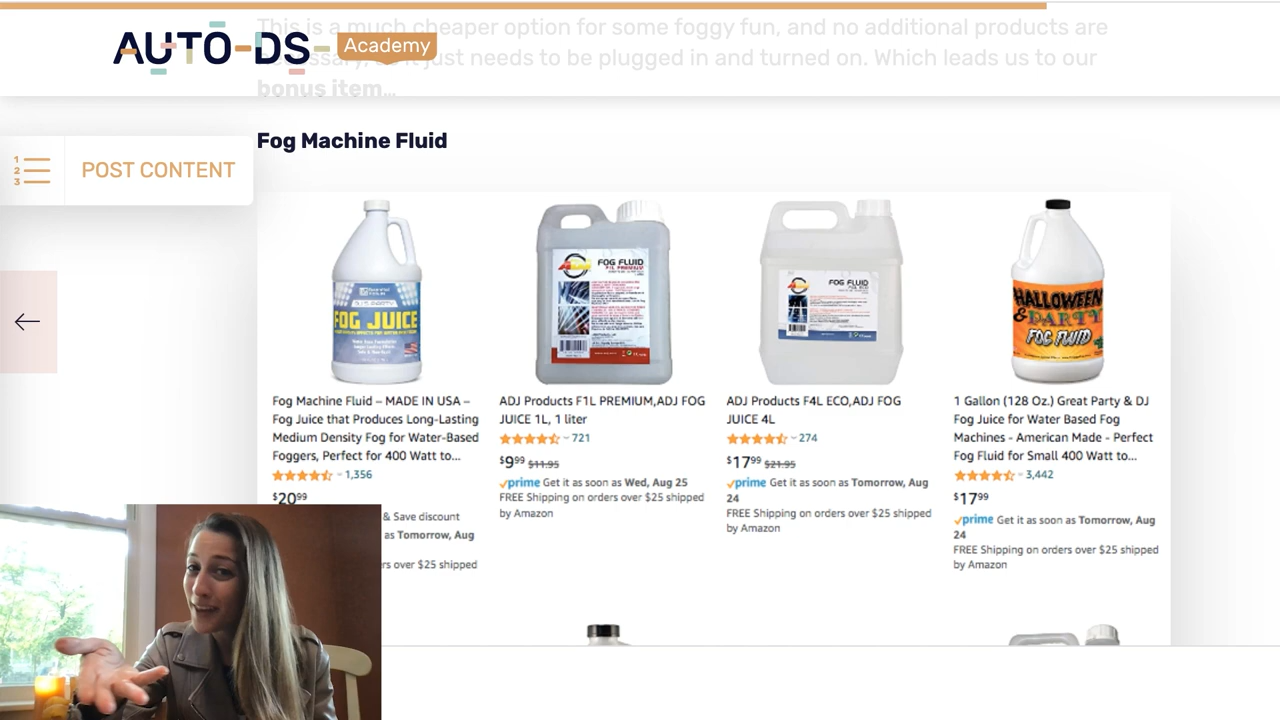 This is a much cheaper option for some foggy fun, and no additional products are
AUTO-DS- Academy
just needs to be plugged in and turned on. Which leads us to our
bonus item…
Fog Machine Fluid
1
2
3
POST CONTENT
FOG JUICE
FOG FLUID
F1L PREMIUM
FOG FLUID
F4L ECO
HALLOWEEN
& PARTY
FOG FLUID
Fog Machine Fluid – MADE IN USA –
Fog Juice that Produces Long-Lasting
Medium Density Fog for Water-Based
Foggers, Perfect for 400 Watt to...
1,356
$20.99
& Save discount
as Tomorrow, Aug
rs over $25 shipped
ADJ Products F1L PREMIUM,ADJ FOG
JUICE 1L, 1 liter
721
$9.99 $11.95
prime Get it as soon as Wed, Aug 25
FREE Shipping on orders over $25 shipped
by Amazon
ADJ Products F4L ECO,ADJ FOG
JUICE 4L
274
$17.99 $21.95
prime Get it as soon as Tomorrow, Aug
24
FREE Shipping on orders over $25 shipped
by Amazon
1 Gallon (128 Oz.) Great Party & DJ
Fog Juice for Water Based Fog
Machines - American Made - Perfect
Fog Fluid for Small 400 Watt to...
3,442
$17.99
prime Get it as soon as Tomorrow, Aug
24
FREE Shipping on orders over $25 shipped
by Amazon